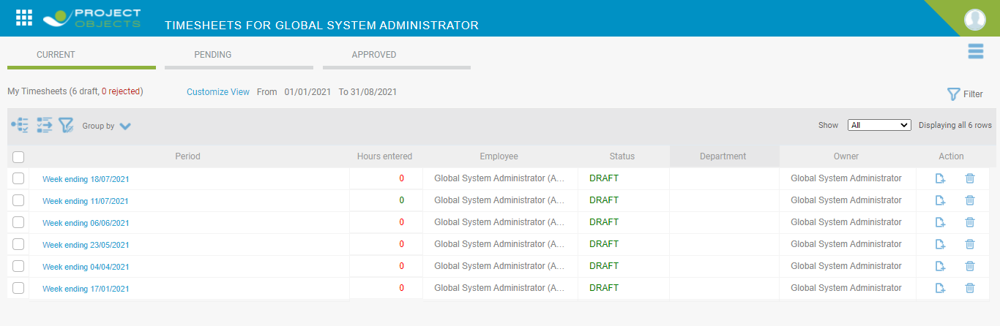 PROJECT
OBJECTS
TIMESHEETS FOR GLOBAL SYSTEM ADMINISTRATOR
CURRENT PENDING APPROVED
My Timesheets (6 draft, 0 rejected) Customize View From 01/01/2021 To 31/08/2021 Filter
Group by Show All Displaying all 6 rows
Period Hours entered Employee Status Department Owner Action
Week ending 18/07/2021 0 Global System Administrator (A... DRAFT Global System Administrator
Week ending 11/07/2021 0 Global System Administrator (A... DRAFT Global System Administrator
Week ending 06/06/2021 0 Global System Administrator (A... DRAFT Global System Administrator
Week ending 23/05/2021 0 Global System Administrator (A... DRAFT Global System Administrator
Week ending 04/04/2021 0 Global System Administrator (A... DRAFT Global System Administrator
Week ending 17/01/2021 0 Global System Administrator (A... DRAFT Global System Administrator